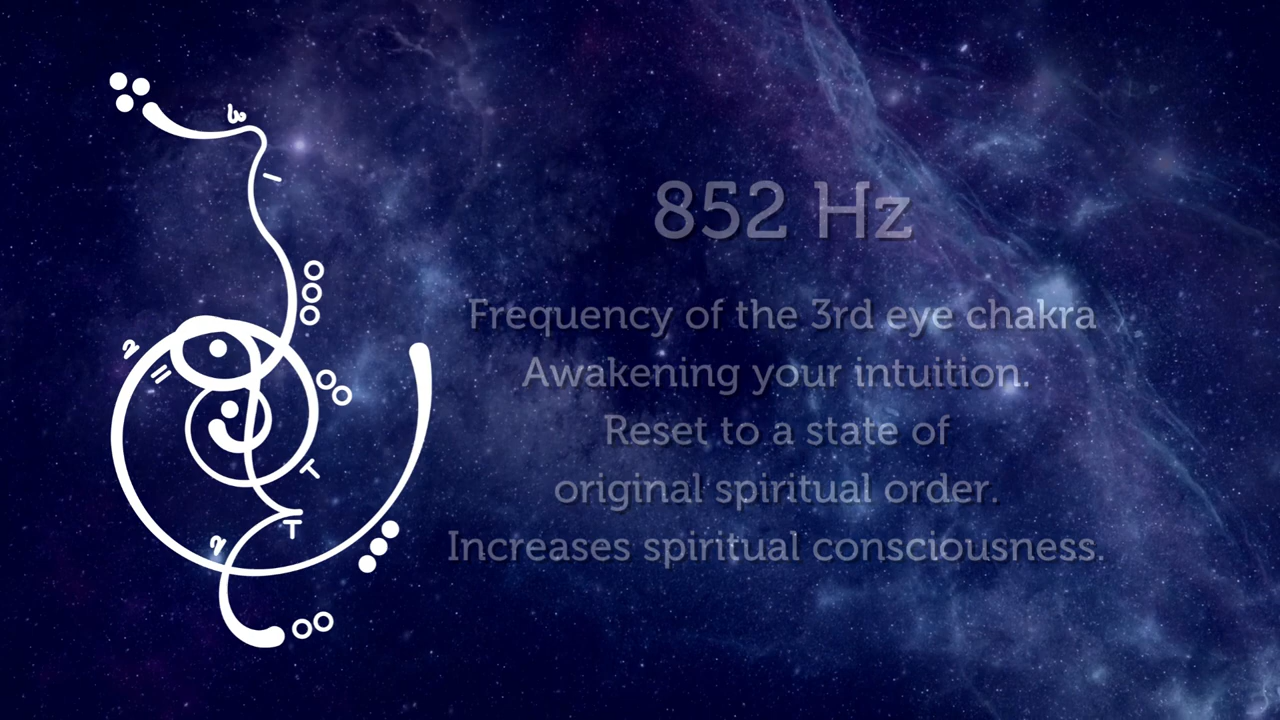 852 Hz
Frequency of the 3rd eye chakra
Awakening your intuition.
Reset to a state of
original spiritual order.
Increases spiritual consciousness.